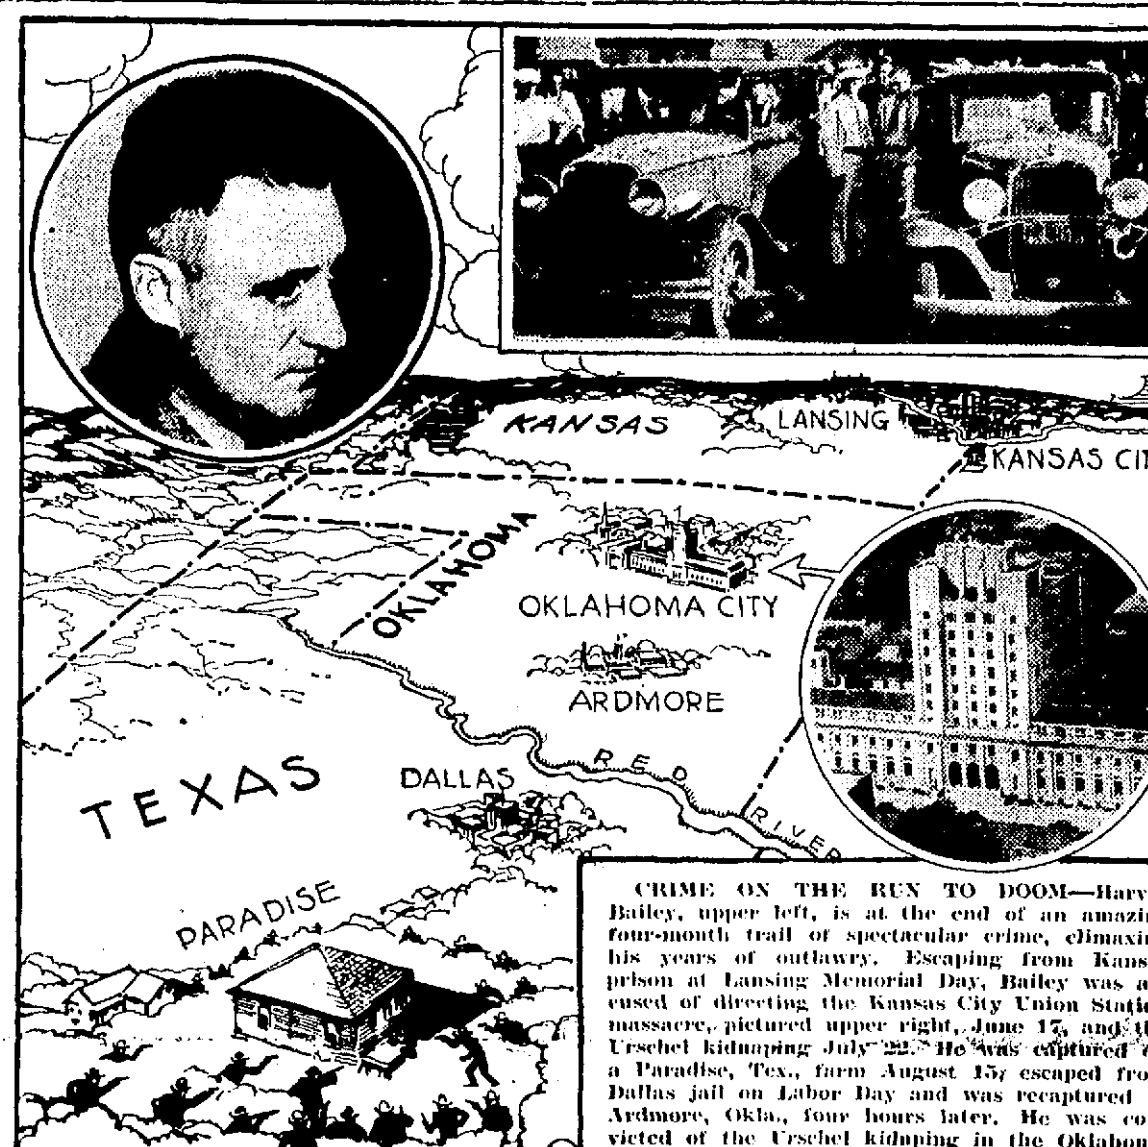 KANSAS
LANSING
KANSAS CIT
OKLAHOMA
OKLAHOMA CITY
ARDMORE
TEXAS
DALLAS
RED
RIVER
PARADISE
CRIME ON THE RUN TO DOOM—Harv
Bailey, upper left, is at the end of an amazin
four-month trail of spectacular crime, climaxin
his years of outlawry. Escaping from Kans
prison at Lansing Memorial Day, Bailey was a
cused of directing the Kansas City Union Statio
massacre, pictured upper right, June 17, and t
Urschel kidnaping July 22. He was captured
a Paradise, Tex., farm August 15, escaped fro
Dallas jail on Labor Day and was recaptured
Ardmore, Okla., four hours later. He was co
victed of the Urschel kidnping in the Oklaho